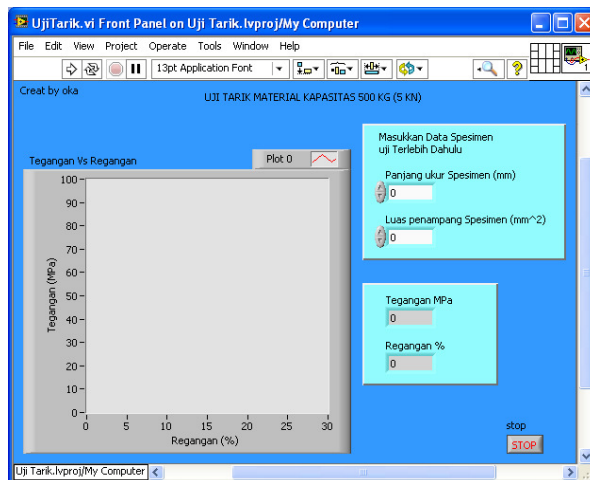 UjiTarik.vi Front Panel on Uji Tarik.lvproj/My Computer
File Edit View Project Operate Tools Window Help
13pt Application Font
1
Creat by oka
UJI TARIK MATERIAL KAPASITAS 500 KG (5 KN)
Masukkan Data Spesimen
uji Terlebih Dahulu
Panjang ukur Spesimen (mm)
0
Luas penampang Spesimen (mm^2)
0
Tegangan Vs Regangan
Plot 0
100
90
80
70
60
50
40
30
20
10
0
Tegangan (MPa)
0 5 10 15 20 25 30
Regangan (%)
Tegangan MPa
0
Regangan %
0
stop
STOP
Uji Tarik.lvproj/My Computer